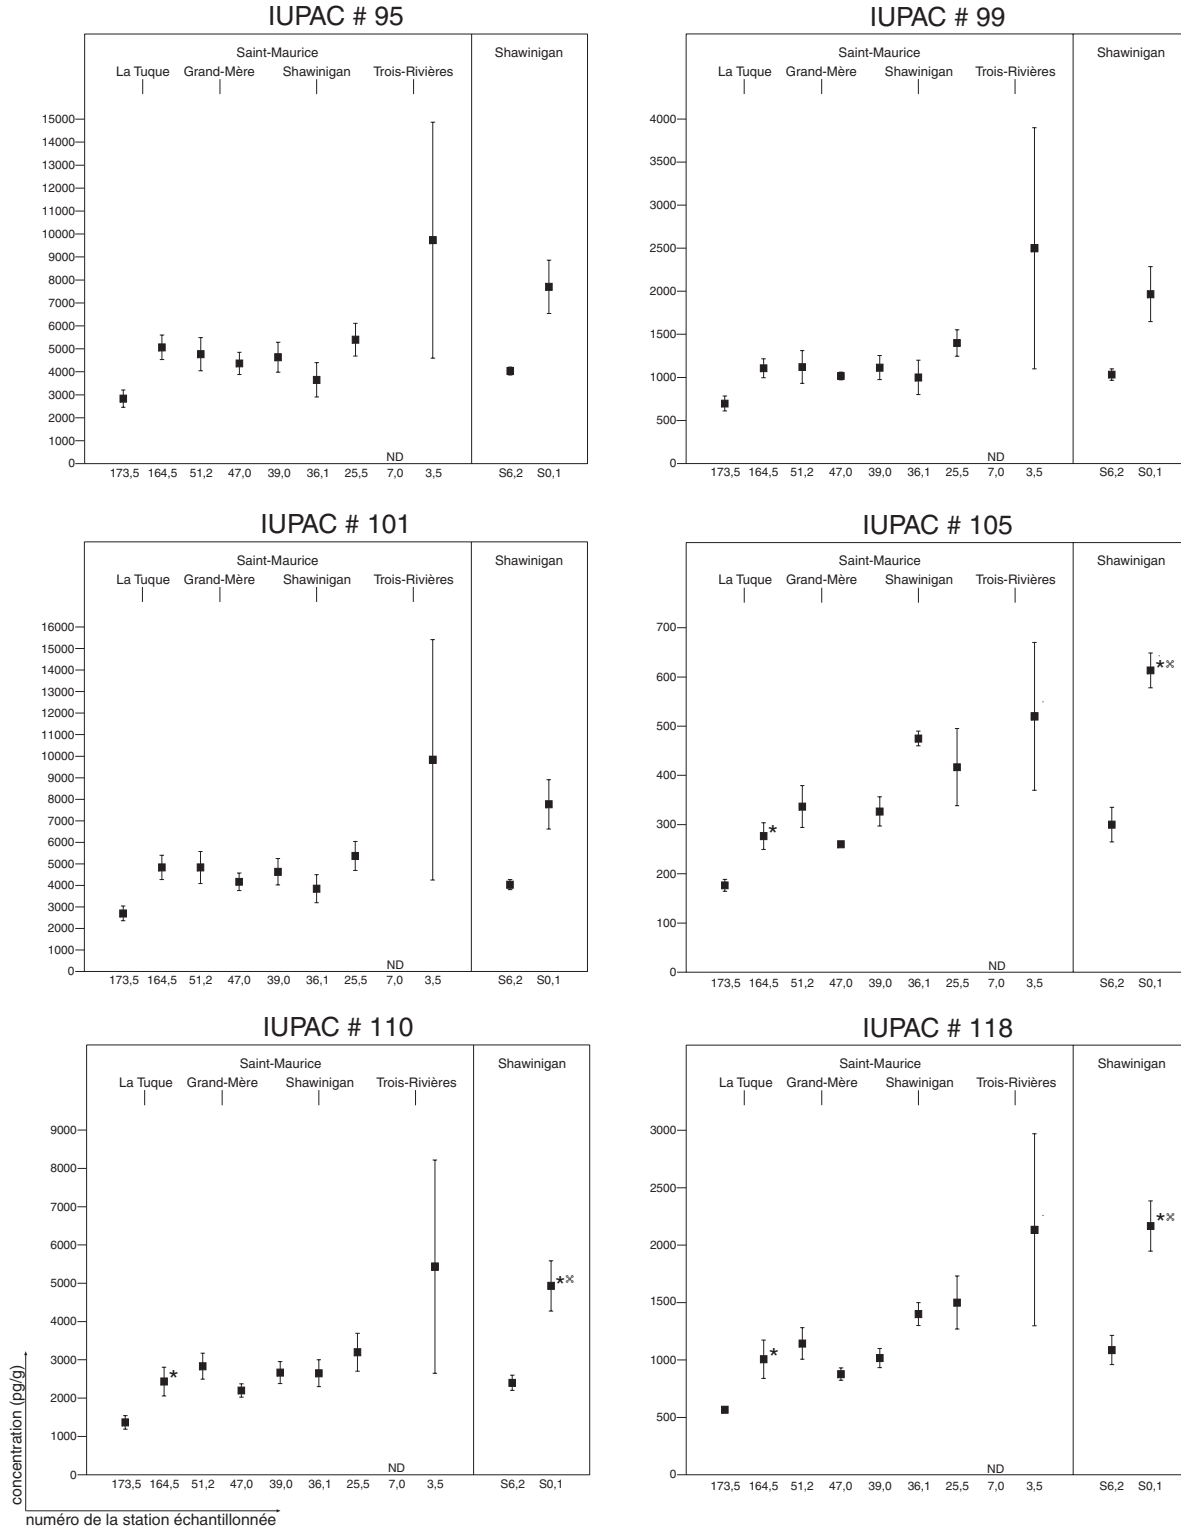 IUPAC # 95
Saint-Maurice Shawinigan
La Tuque Grand-Mère Shawinigan Trois-Rivières
15000
14000
13000
12000
11000
10000
9000
8000
7000
6000
5000
4000
3000
2000
1000
0
ND
173,5 164,5 51,2 47,0 39,0 36,1 25,5 7,0 3,5 S6,2 S0,1
IUPAC # 99
Saint-Maurice Shawinigan
La Tuque Grand-Mère Shawinigan Trois-Rivières
4000
3500
3000
2500
2000
1500
1000
500
0
ND
173,5 164,5 51,2 47,0 39,0 36,1 25,5 7,0 3,5 S6,2 S0,1
IUPAC # 101
Saint-Maurice Shawinigan
La Tuque Grand-Mère Shawinigan Trois-Rivières
16000
15000
14000
13000
12000
11000
10000
9000
8000
7000
6000
5000
4000
3000
2000
1000
0
ND
173,5 164,5 51,2 47,0 39,0 36,1 25,5 7,0 3,5 S6,2 S0,1
IUPAC # 105
Saint-Maurice Shawinigan
La Tuque Grand-Mère Shawinigan Trois-Rivières
700
600
500
400
300
200
100
0
*
*※
ND
173,5 164,5 51,2 47,0 39,0 36,1 25,5 7,0 3,5 S6,2 S0,1
IUPAC # 110
Saint-Maurice Shawinigan
La Tuque Grand-Mère Shawinigan Trois-Rivières
9000
8000
7000
6000
5000
4000
3000
2000
1000
0
*
*※
ND
173,5 164,5 51,2 47,0 39,0 36,1 25,5 7,0 3,5 S6,2 S0,1
concentration (pg/g)
numéro de la station échantillonnée
IUPAC # 118
Saint-Maurice Shawinigan
La Tuque Grand-Mère Shawinigan Trois-Rivières
3000
2500
2000
1500
1000
500
0
*
*※
ND
173,5 164,5 51,2 47,0 39,0 36,1 25,5 7,0 3,5 S6,2 S0,1